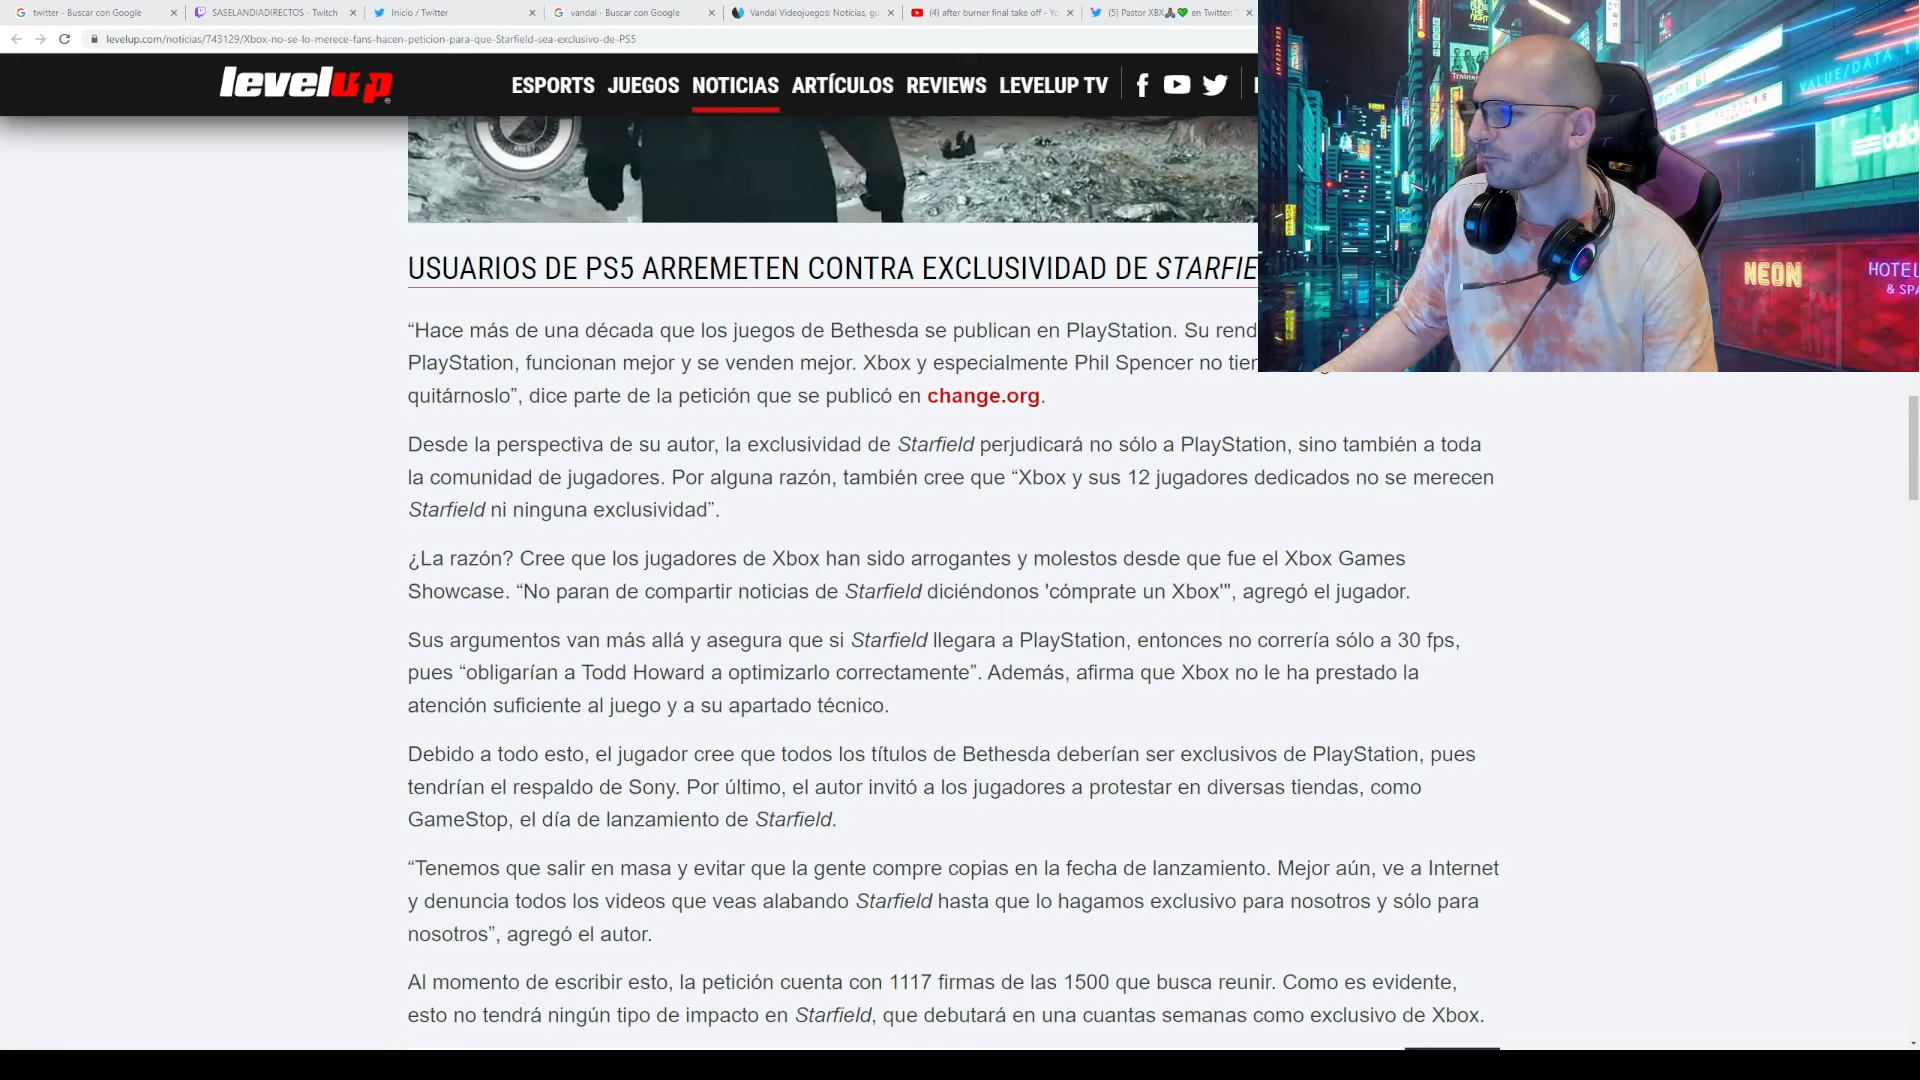 twitter - Buscar con Google
SASELANDIADIRECTOS - Twitch
Inicio / Twitter
vandal - Buscar con Google
Vandal Videojuegos: Noticias, gu
(4) after burner final take off - Yo
(5) Pastor XBX🙏💚 en Twitter: "
levelup.com/noticias/743129/Xbox-no-se-lo-merece-fans-hacen-peticion-para-que-Starfield-sea-exclusivo-de-PS5
levelup
ESPORTS JUEGOS NOTICIAS ARTÍCULOS REVIEWS LEVELUP TV
USUARIOS DE PS5 ARREMETEN CONTRA EXCLUSIVIDAD DE STARFIE
“Hace más de una década que los juegos de Bethesda se publican en PlayStation. Su rend
PlayStation, funcionan mejor y se venden mejor. Xbox y especialmente Phil Spencer no tien
quitárnoslo”, dice parte de la petición que se publicó en change.org.
Desde la perspectiva de su autor, la exclusividad de Starfield perjudicará no sólo a PlayStation, sino también a toda
la comunidad de jugadores. Por alguna razón, también cree que “Xbox y sus 12 jugadores dedicados no se merecen
Starfield ni ninguna exclusividad”.
¿La razón? Cree que los jugadores de Xbox han sido arrogantes y molestos desde que fue el Xbox Games
Showcase. “No paran de compartir noticias de Starfield diciéndonos 'cómprate un Xbox'", agregó el jugador.
Sus argumentos van más allá y asegura que si Starfield llegara a PlayStation, entonces no correría sólo a 30 fps,
pues “obligarían a Todd Howard a optimizarlo correctamente”. Además, afirma que Xbox no le ha prestado la
atención suficiente al juego y a su apartado técnico.
Debido a todo esto, el jugador cree que todos los títulos de Bethesda deberían ser exclusivos de PlayStation, pues
tendrían el respaldo de Sony. Por último, el autor invitó a los jugadores a protestar en diversas tiendas, como
GameStop, el día de lanzamiento de Starfield.
“Tenemos que salir en masa y evitar que la gente compre copias en la fecha de lanzamiento. Mejor aún, ve a Internet
y denuncia todos los videos que veas alabando Starfield hasta que lo hagamos exclusivo para nosotros y sólo para
nosotros”, agregó el autor.
Al momento de escribir esto, la petición cuenta con 1117 firmas de las 1500 que busca reunir. Como es evidente,
esto no tendrá ningún tipo de impacto en Starfield, que debutará en una cuantas semanas como exclusivo de Xbox.
VALUE/DATA
NEON
HOTEL
& SPA